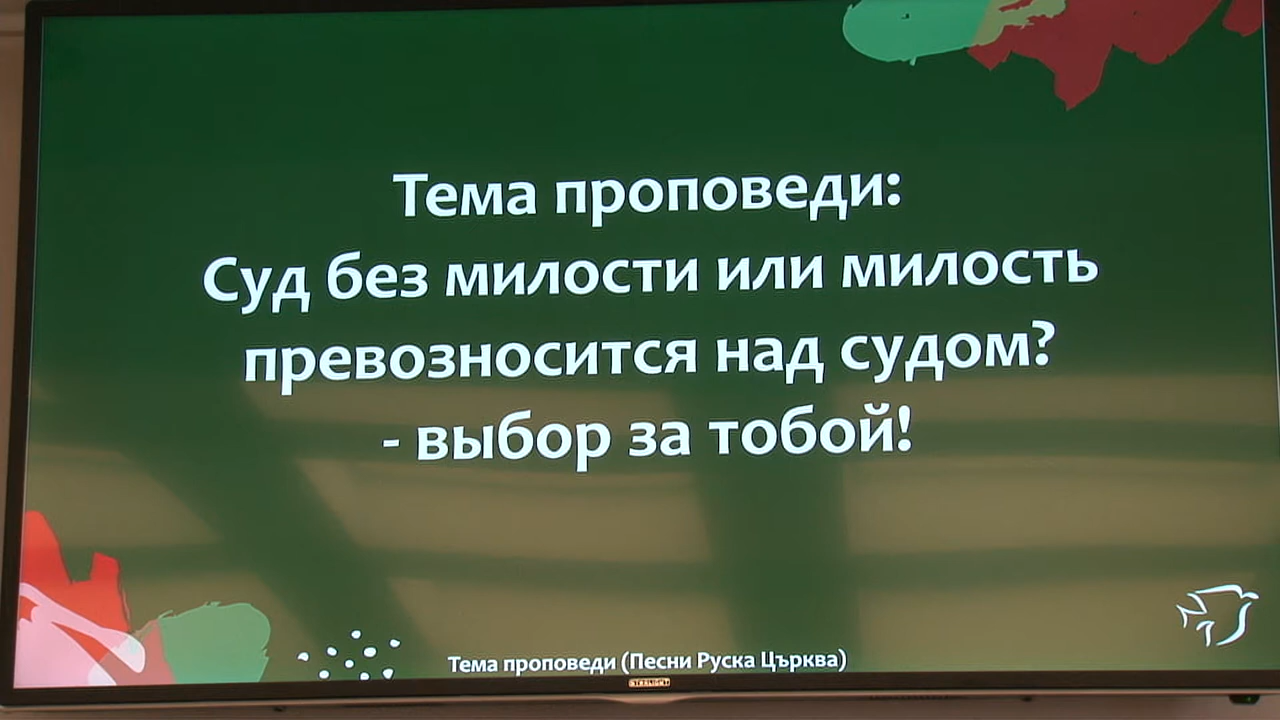 Тема проповеди:
Суд без милости или милость
превозносится над судом?
- выбор за тобой!
Тема проповеди (Песни Руска Църква)